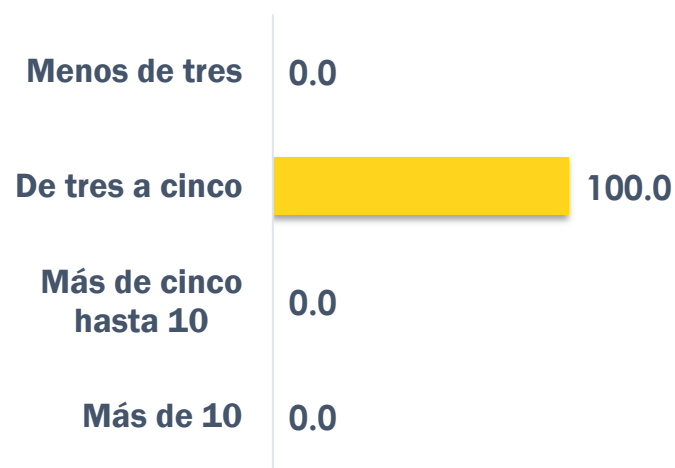 Menos de tres 0.0
De tres a cinco 100.0
Más de cinco
hasta 10 0.0
Más de 10 0.0